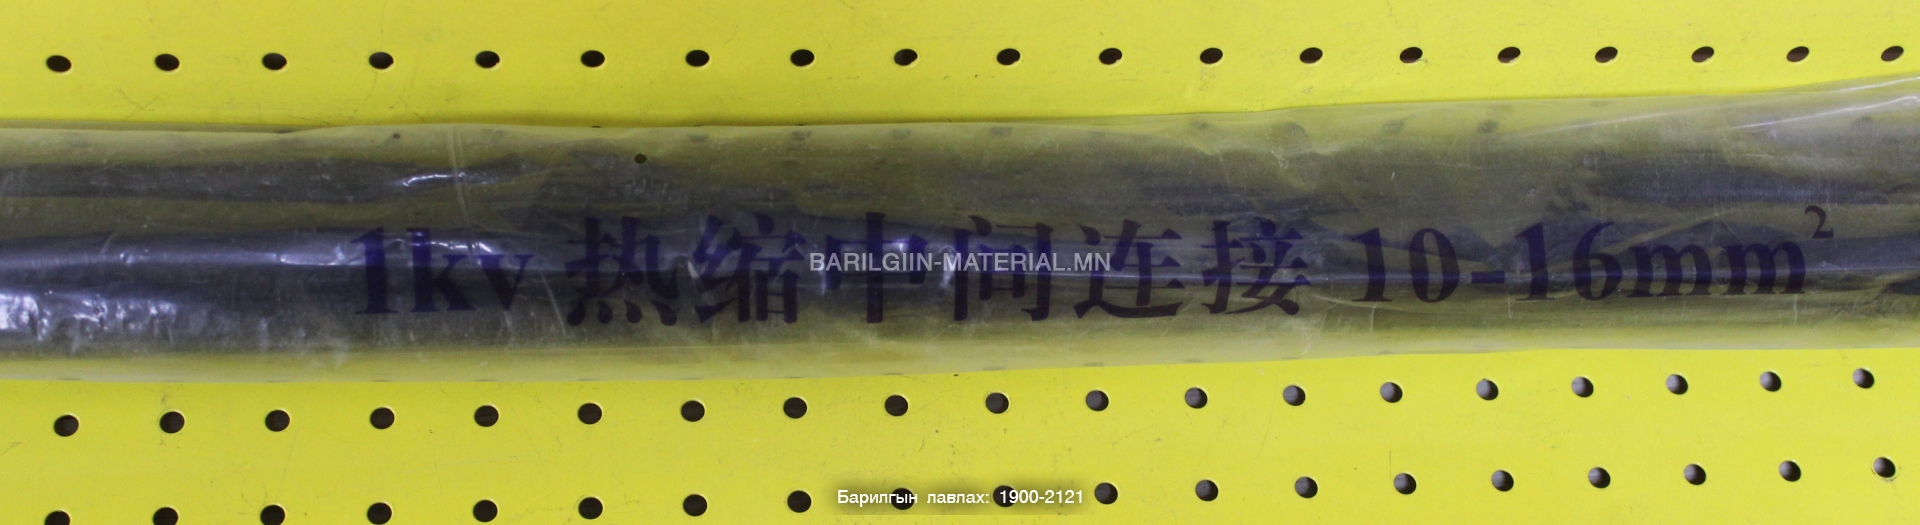 1kv 热缩中间连接 10-16mm²
BARILGIIN-MATERIAL.MN
Барилгын лавлах: 1900-2121